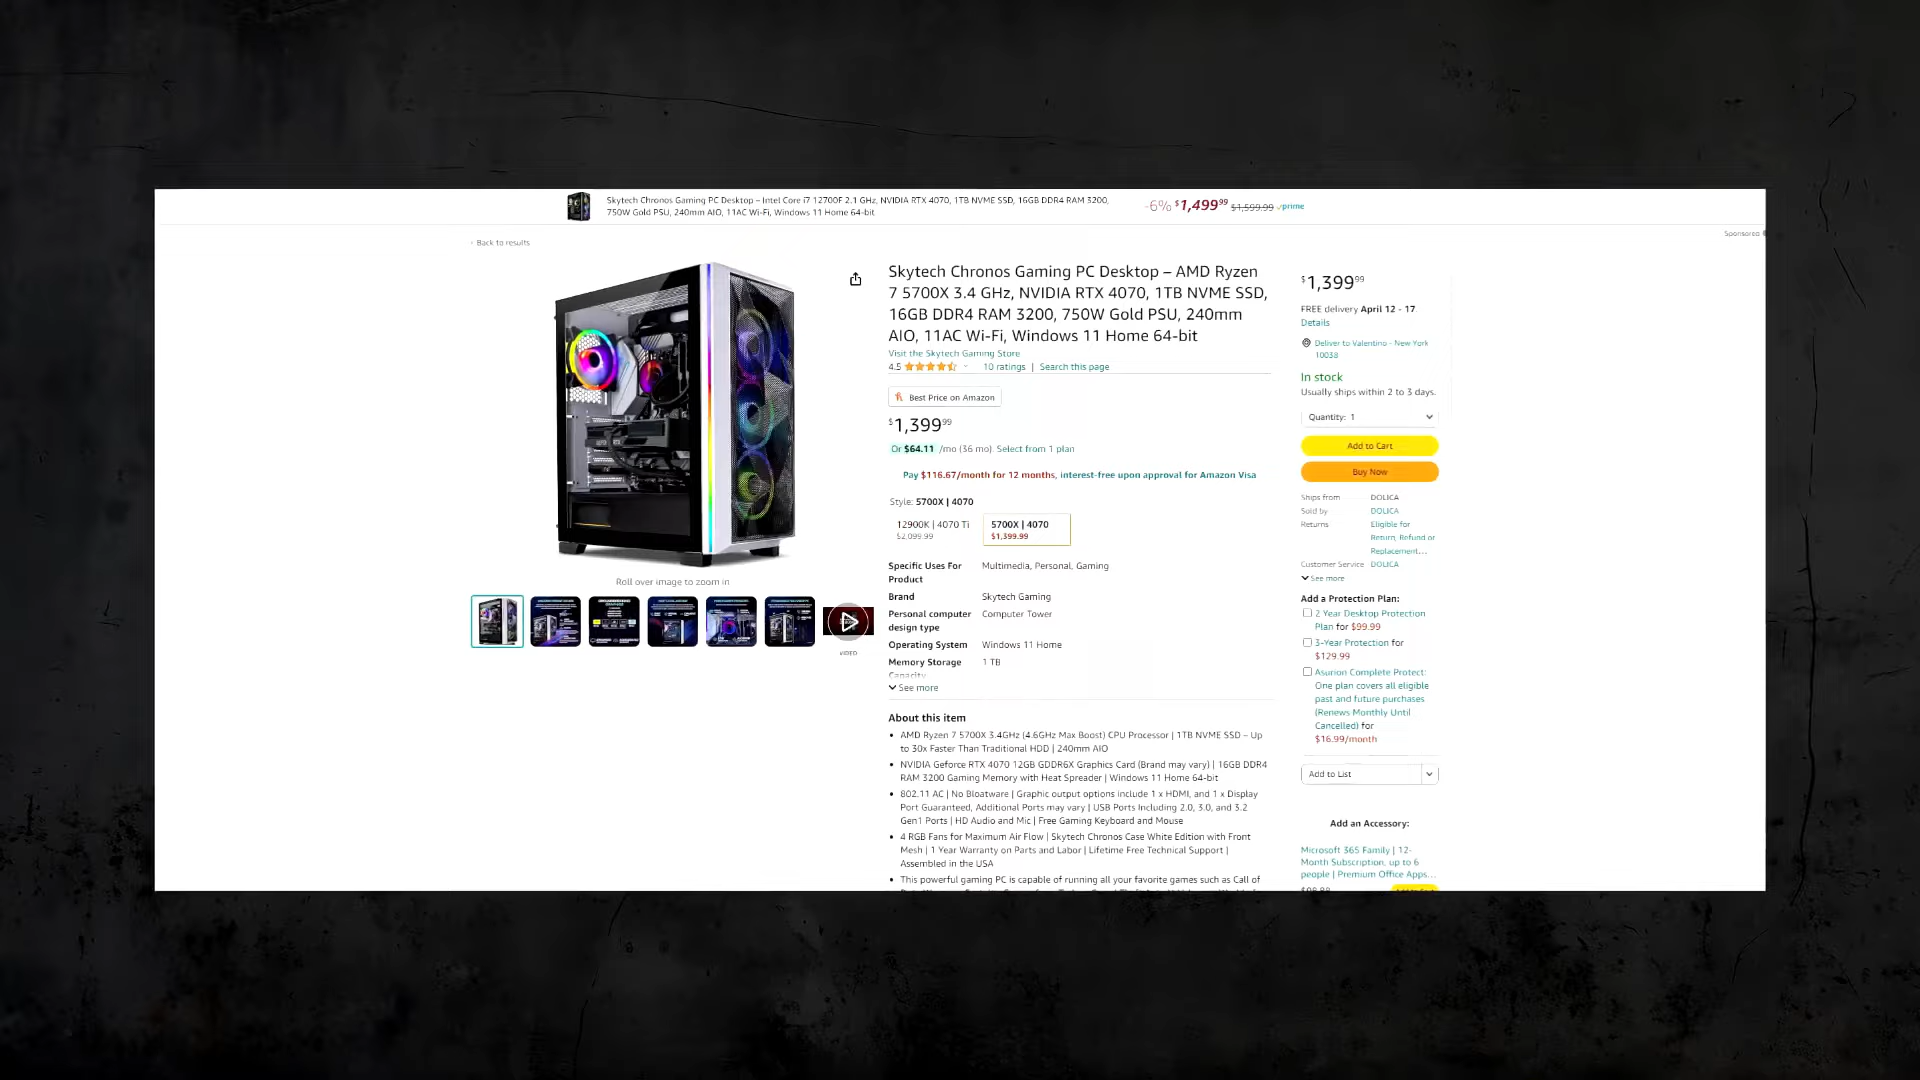 Skytech Chronos Gaming PC Desktop – Intel Core i7 12700F 2.1 GHz, NVIDIA RTX 4070, 1TB NVME SSD, 16GB DDR4 RAM 3200,
750W Gold PSU, 240mm AIO, 11AC Wi-Fi, Windows 11 Home 64-bit
-6% $1,499.99 $1,599.99 prime
Sponsored
‹ Back to results
Skytech Chronos Gaming PC Desktop – AMD Ryzen
7 5700X 3.4 GHz, NVIDIA RTX 4070, 1TB NVME SSD,
16GB DDR4 RAM 3200, 750W Gold PSU, 240mm
AIO, 11AC Wi-Fi, Windows 11 Home 64-bit
Visit the Skytech Gaming Store
4.5 10 ratings | Search this page
Best Price on Amazon
$1,399.99
Or $64.11 /mo (36 mo). Select from 1 plan
Pay $116.67/month for 12 months, interest-free upon approval for Amazon Visa
Style: 5700X | 4070
12900K | 4070 Ti
$2,099.99
5700X | 4070
$1,399.99
Specific Uses For
Product
Multimedia, Personal, Gaming
Brand
Skytech Gaming
Personal computer
design type
Computer Tower
Operating System
Windows 11 Home
Memory Storage
Capacity
1 TB
See more
Roll over image to zoom in
VIDEO
About this item
• AMD Ryzen 7 5700X 3.4GHz (4.6GHz Max Boost) CPU Processor | 1TB NVME SSD – Up
to 30x Faster Than Traditional HDD | 240mm AIO
• NVIDIA Geforce RTX 4070 12GB GDDR6X Graphics Card (Brand may vary) | 16GB DDR4
RAM 3200 Gaming Memory with Heat Spreader | Windows 11 Home 64-bit
• 802.11 AC | No Bloatware | Graphic output options include 1 x HDMI, and 1 x Display
Port Guaranteed, Additional Ports may vary | USB Ports Including 2.0, 3.0, and 3.2
Gen1 Ports | HD Audio and Mic | Free Gaming Keyboard and Mouse
• 4 RGB Fans for Maximum Air Flow | Skytech Chronos Case White Edition with Front
Mesh | 1 Year Warranty on Parts and Labor | Lifetime Free Technical Support |
Assembled in the USA
• This powerful gaming PC is capable of running all your favorite games such as Call of
$1,399.99
FREE delivery April 12 - 17.
Details
Deliver to Valentino - New York
10038
In stock
Usually ships within 2 to 3 days.
Quantity: 1
Add to Cart
Buy Now
Ships from DOLICA
Sold by DOLICA
Returns Eligible for
Return, Refund or
Replacement...
Customer Service DOLICA
See more
Add a Protection Plan:
2 Year Desktop Protection
Plan for $99.99
3-Year Protection for
$129.99
Asurion Complete Protect:
One plan covers all eligible
past and future purchases
(Renews Monthly Until
Cancelled) for
$16.99/month
Add to List
Add an Accessory:
Microsoft 365 Family | 12-
Month Subscription, up to 6
people | Premium Office Apps...